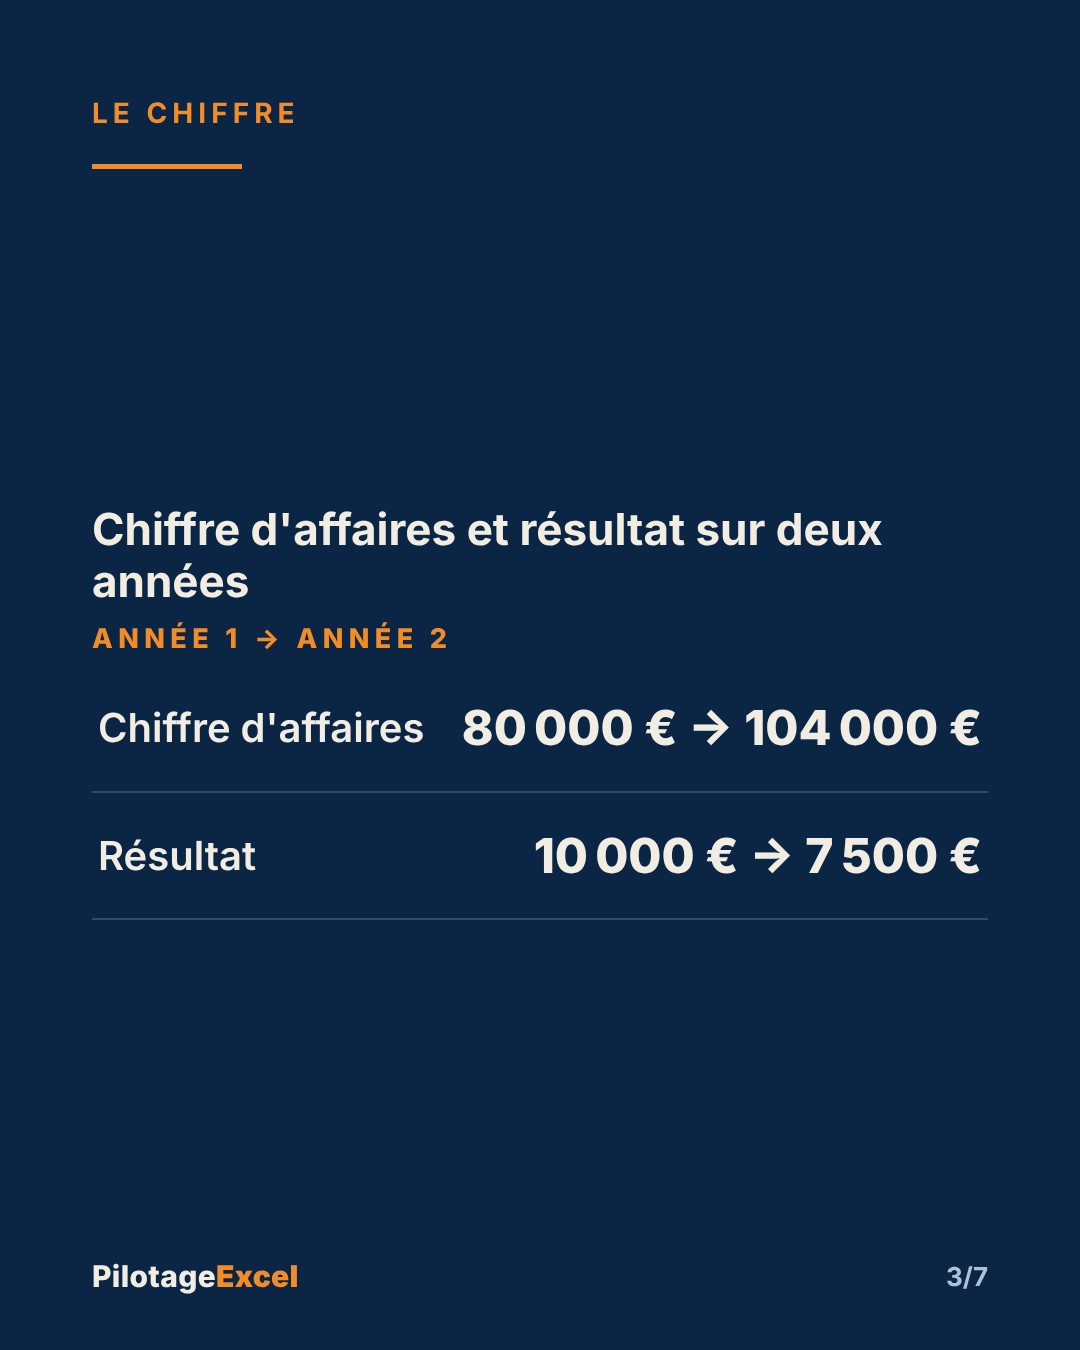 LE CHIFFRE
Chiffre d'affaires et résultat sur deux
années
ANNÉE 1 → ANNÉE 2
Chiffre d'affaires 80 000 € → 104 000 €
Résultat 10 000 € → 7 500 €
PilotageExcel 3/7